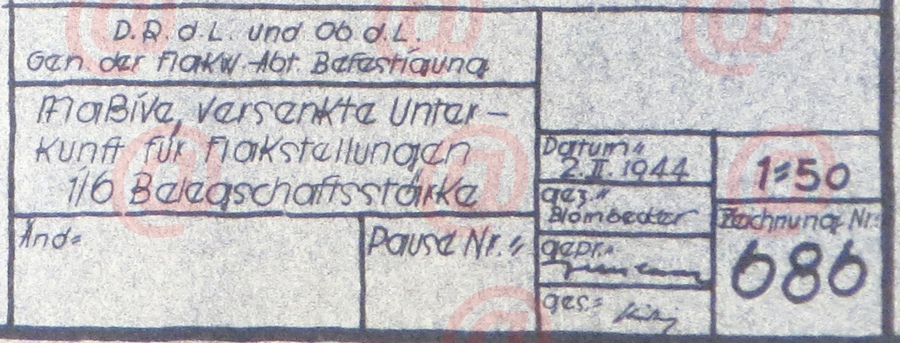 D.R.d.L. und Ob.d.L.
Gen. der Flakw.-Abt. Befestigung
Maßive, versenkte Unter-
kunft für Flakstellungen
1/6 Belegschaftsstärke
Änd=
Pause Nr.:
Datum:
2.II.1944
gez.:
Blombecker
gepr.:
ges.:
1:50
Zeichnung Nr.:
686